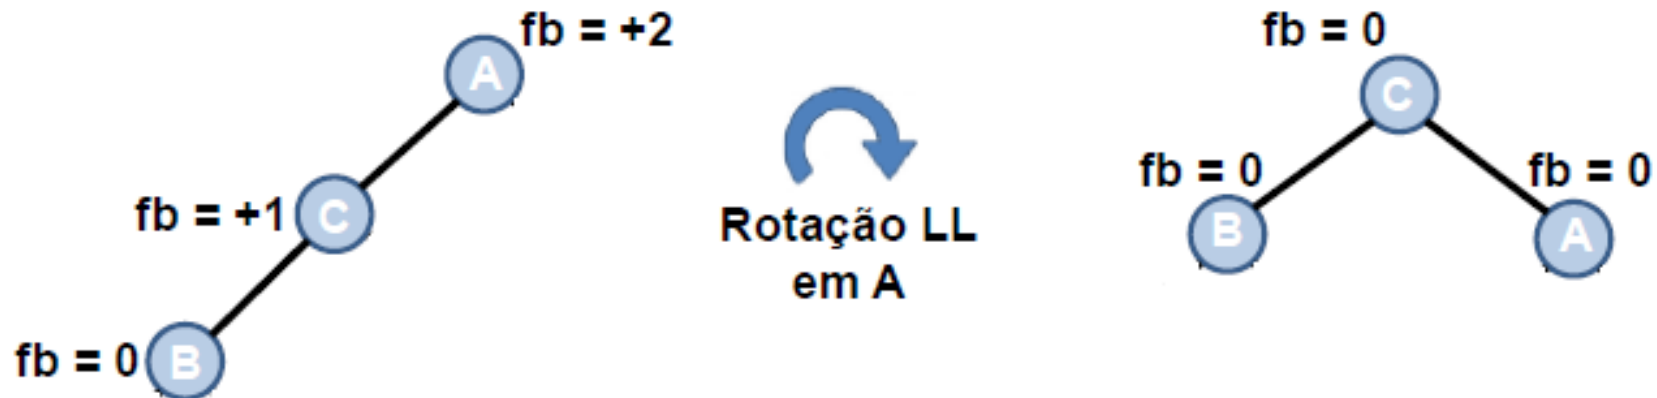 fb = +2
A
fb = +1
C
fb = 0
B
Rotação LL
em A
fb = 0
C
fb = 0
B
fb = 0
A